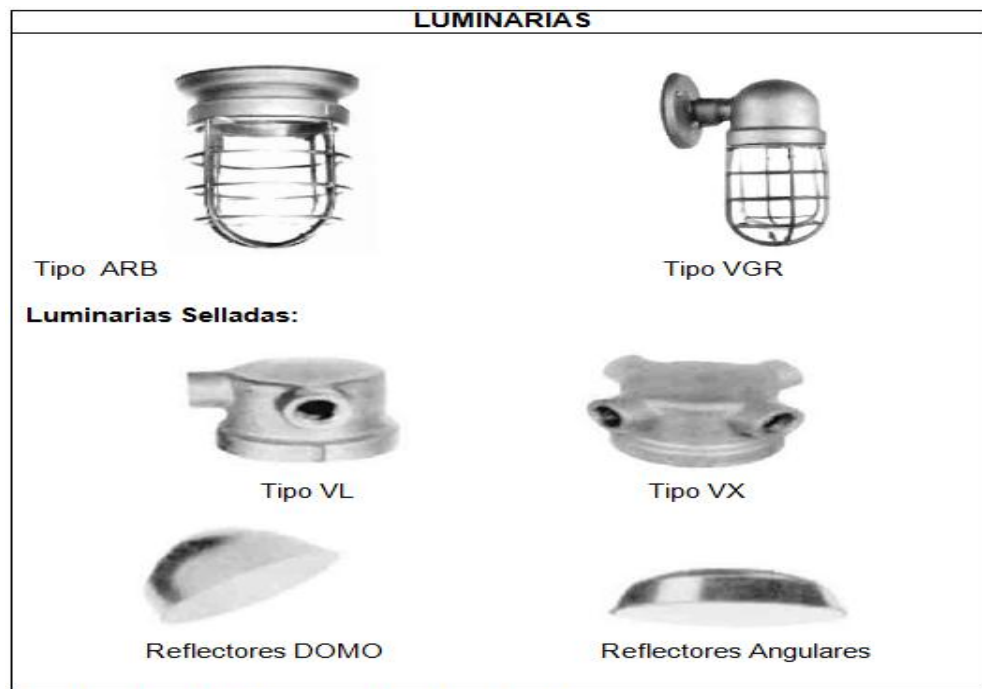 LUMINARIAS
Tipo ARB
Tipo VGR
Luminarias Selladas:
Tipo VL
Tipo VX
Reflectores DOMO
Reflectores Angulares